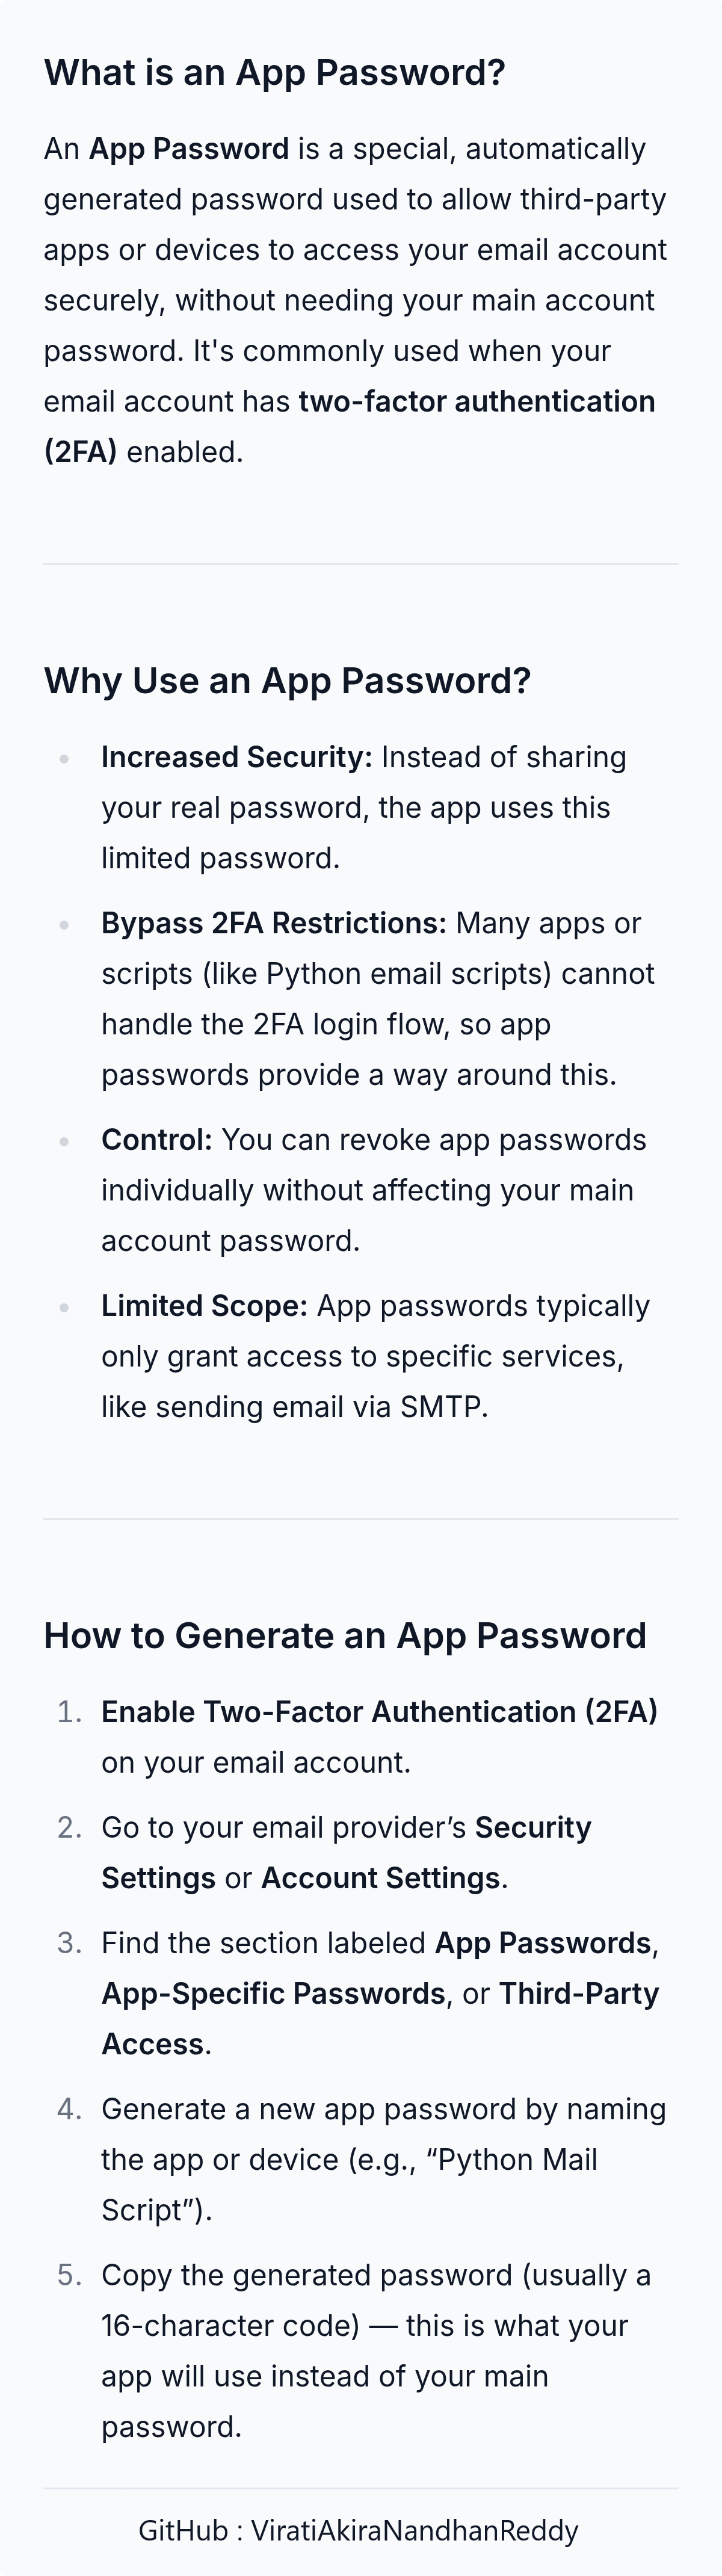 What is an App Password?
An App Password is a special, automatically
generated password used to allow third-party
apps or devices to access your email account
securely, without needing your main account
password. It's commonly used when your
email account has two-factor authentication
(2FA) enabled.
Why Use an App Password?
• Increased Security: Instead of sharing
your real password, the app uses this
limited password.
• Bypass 2FA Restrictions: Many apps or
scripts (like Python email scripts) cannot
handle the 2FA login flow, so app
passwords provide a way around this.
• Control: You can revoke app passwords
individually without affecting your main
account password.
• Limited Scope: App passwords typically
only grant access to specific services,
like sending email via SMTP.
How to Generate an App Password
1. Enable Two-Factor Authentication (2FA)
on your email account.
2. Go to your email provider’s Security
Settings or Account Settings.
3. Find the section labeled App Passwords,
App-Specific Passwords, or Third-Party
Access.
4. Generate a new app password by naming
the app or device (e.g., “Python Mail
Script”).
5. Copy the generated password (usually a
16-character code) — this is what your
app will use instead of your main
password.
GitHub : ViratiAkiraNandhanReddy